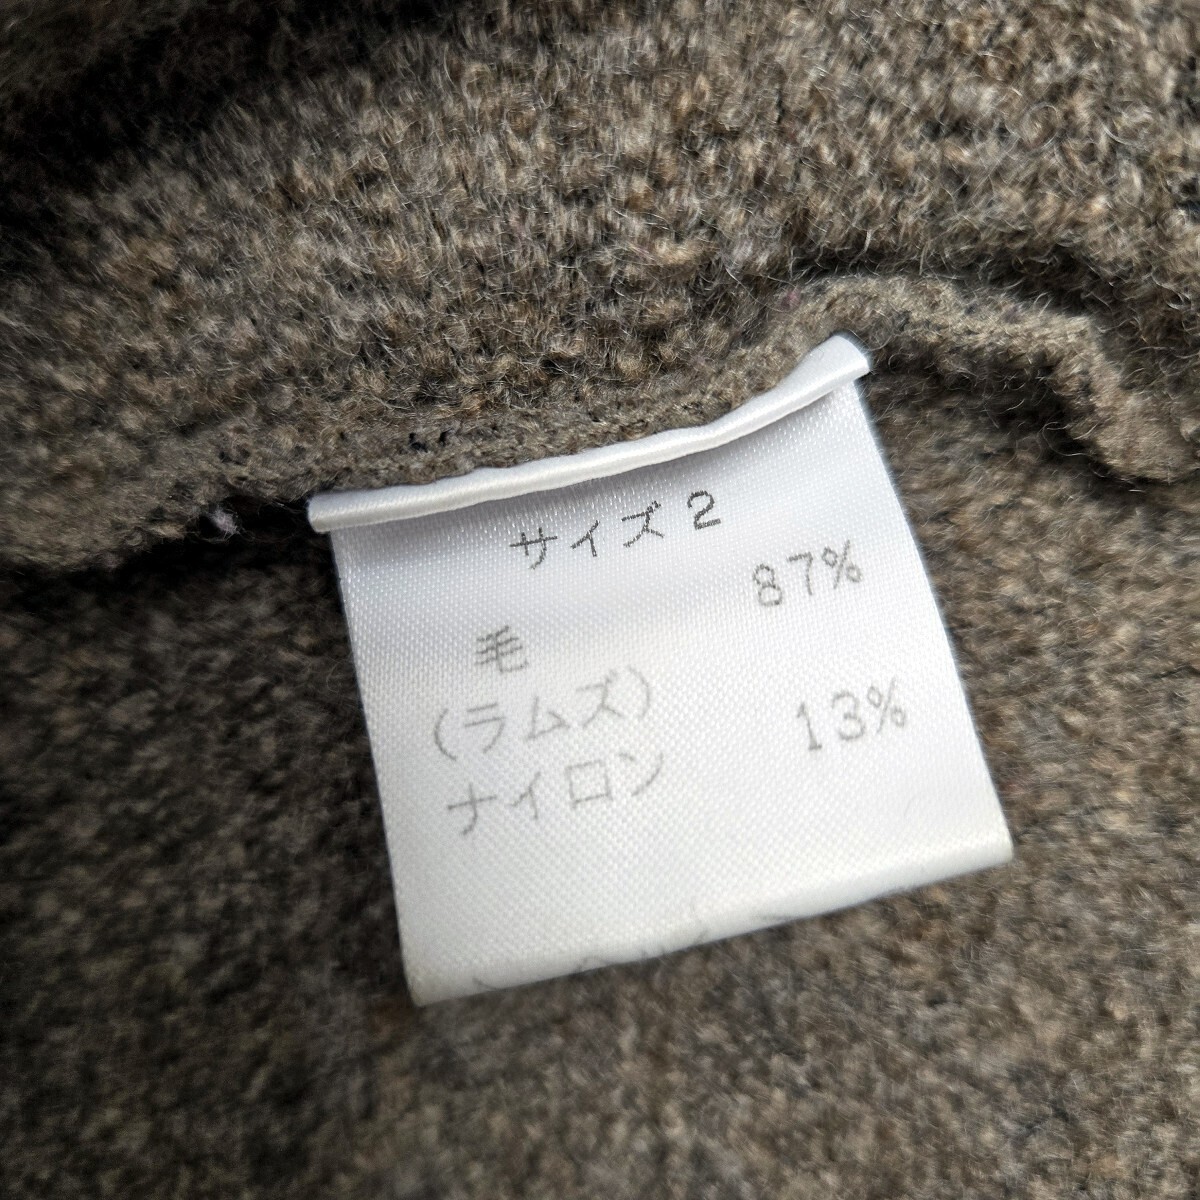 サイズ 2
毛 87%
(ラムズ)
ナイロン 13%